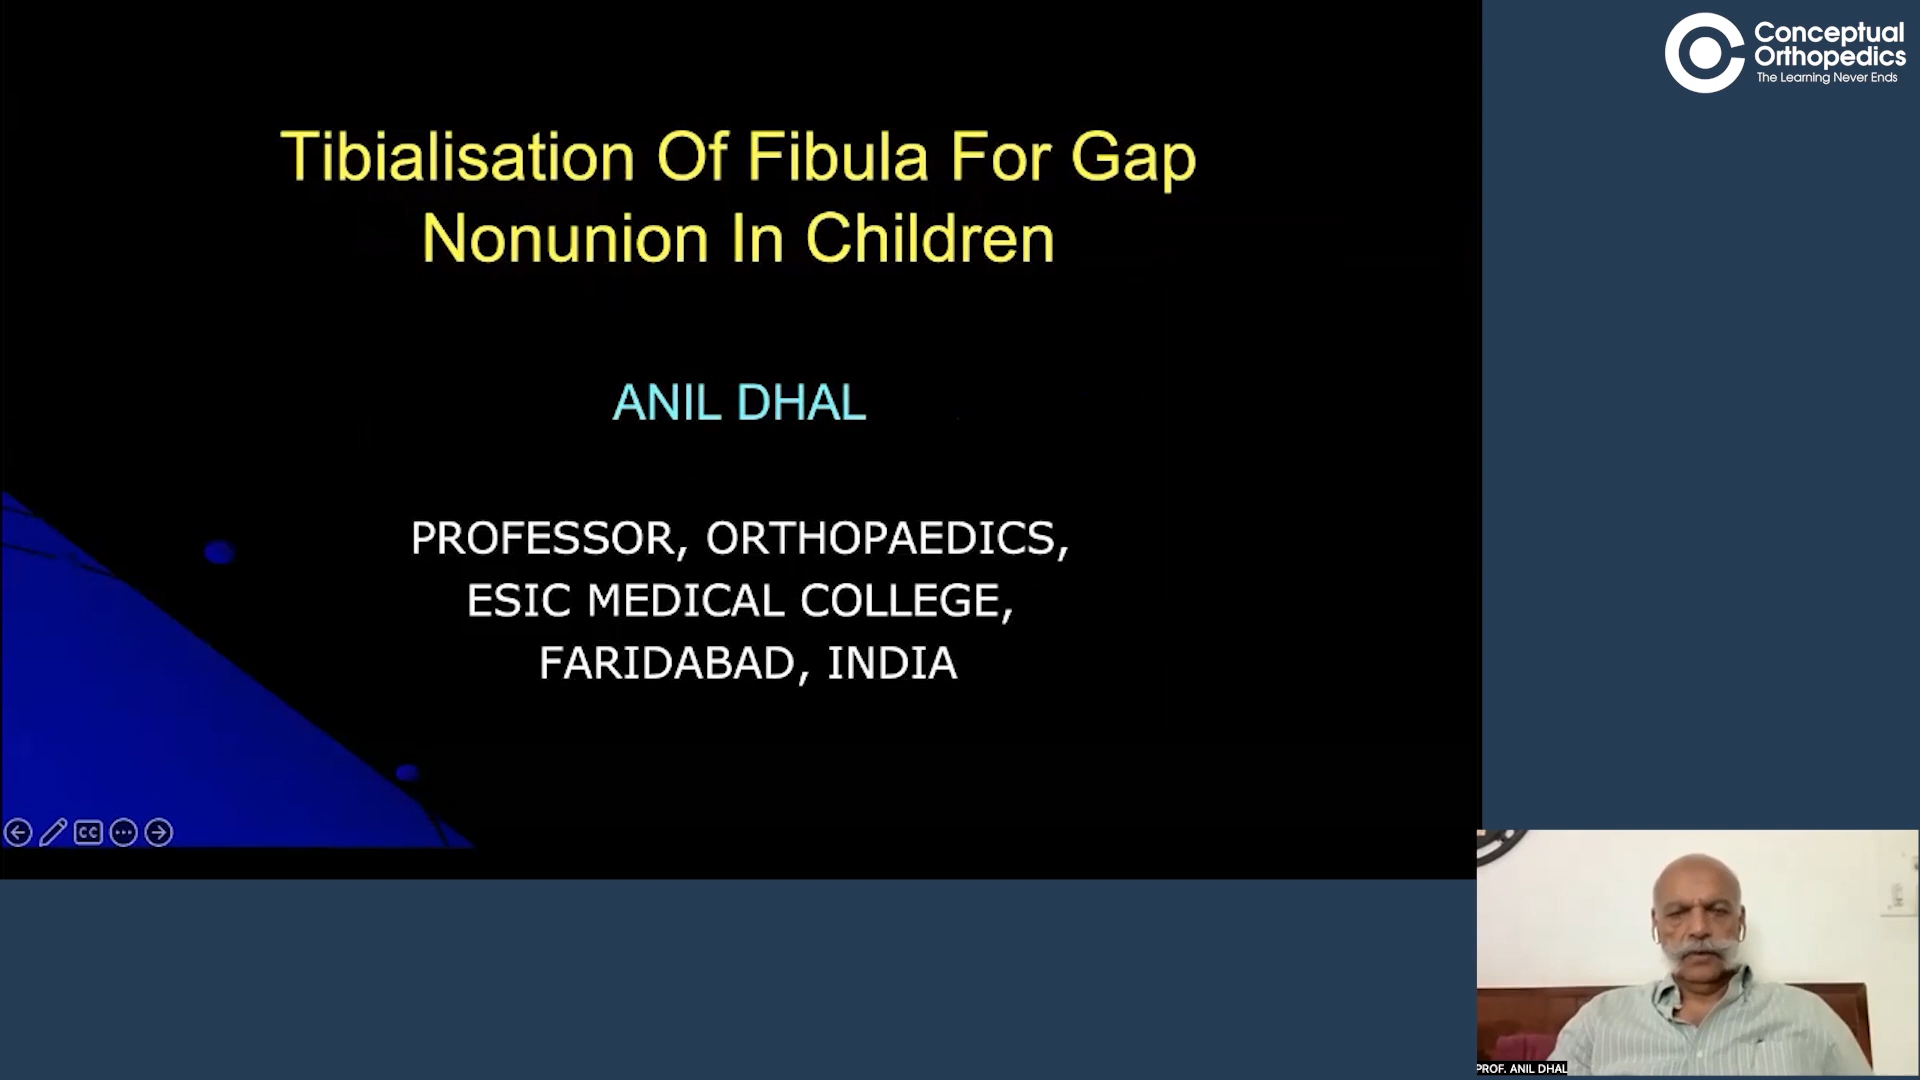 Conceptual
Orthopedics
The Learning Never Ends
Tibialisation Of Fibula For Gap
Nonunion In Children
ANIL DHAL
PROFESSOR, ORTHOPAEDICS,
ESIC MEDICAL COLLEGE,
FARIDABAD, INDIA
CC
PROF. ANIL DHAL